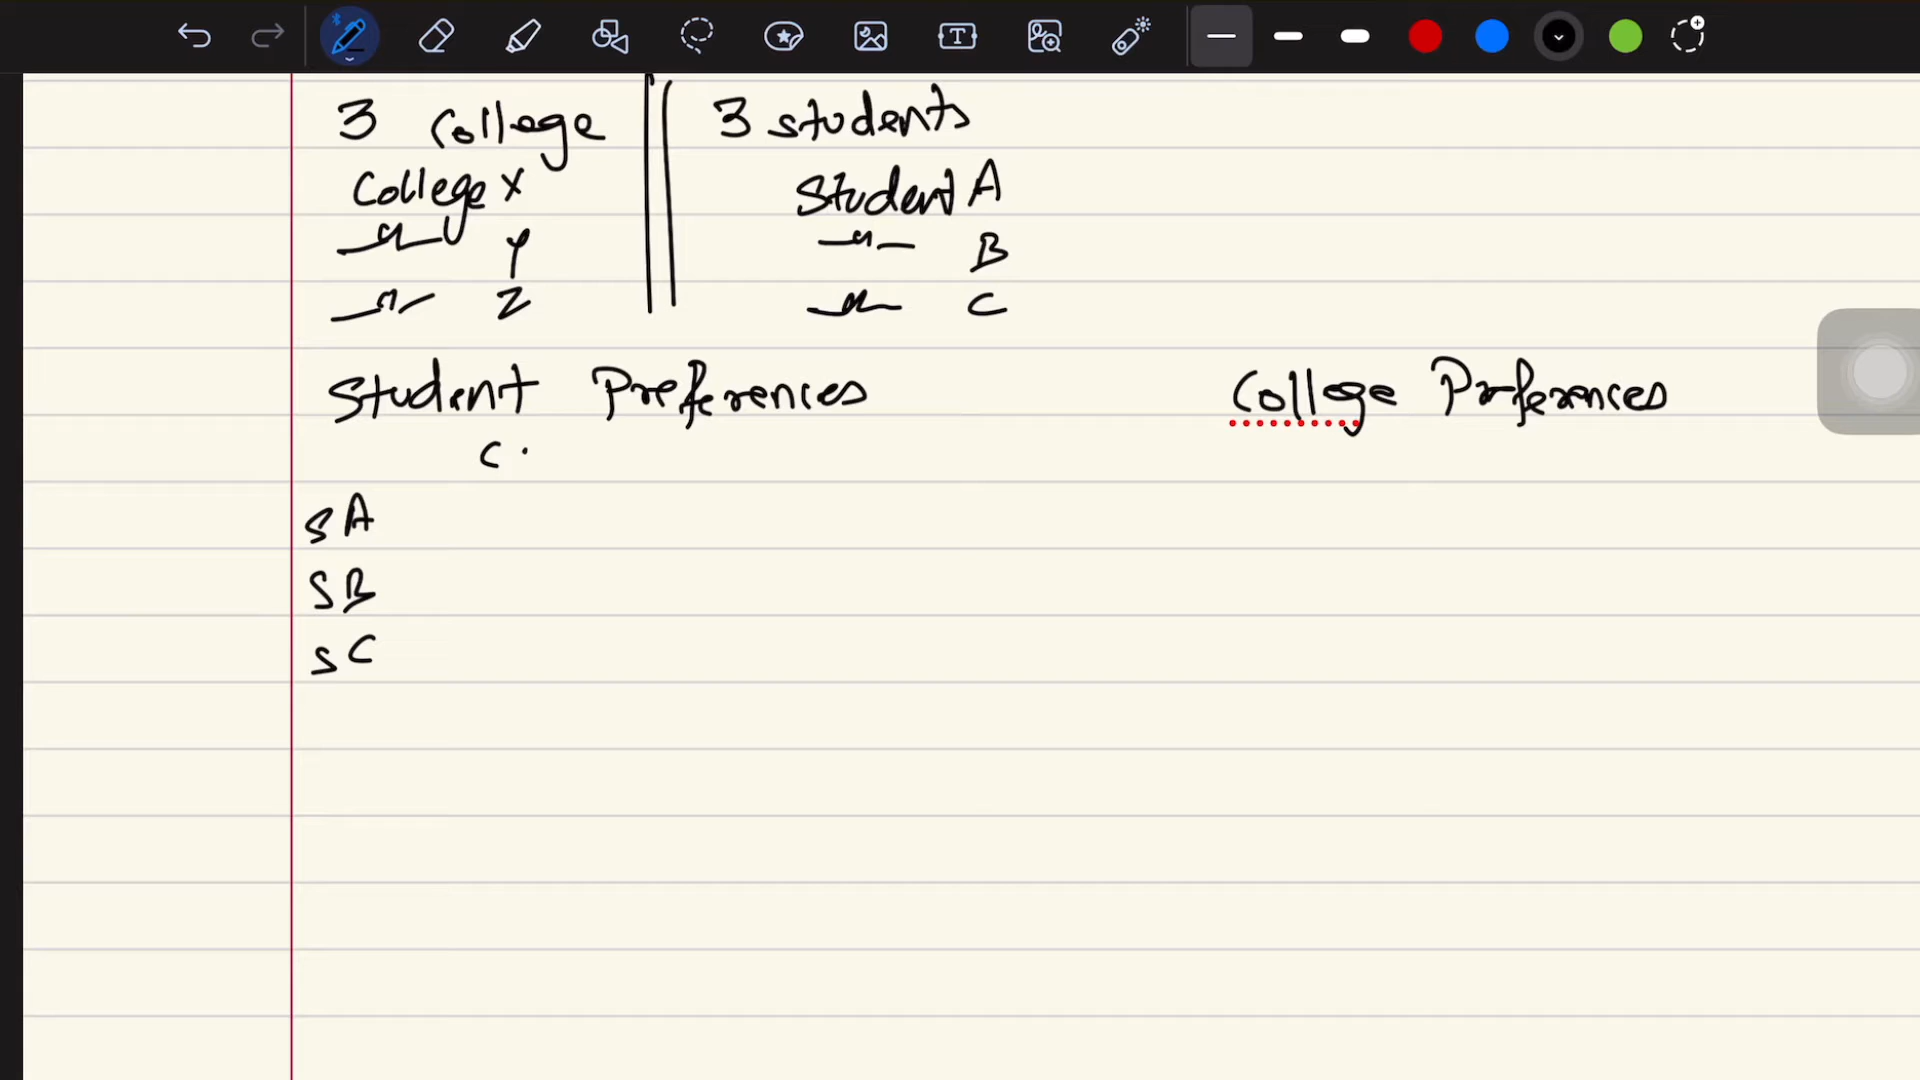 3 College
College X
—〃— Y
—〃— Z
3 students
Student A
—〃— B
—〃— C
Student Preferences
C
SA
SB
SC
College Preferences